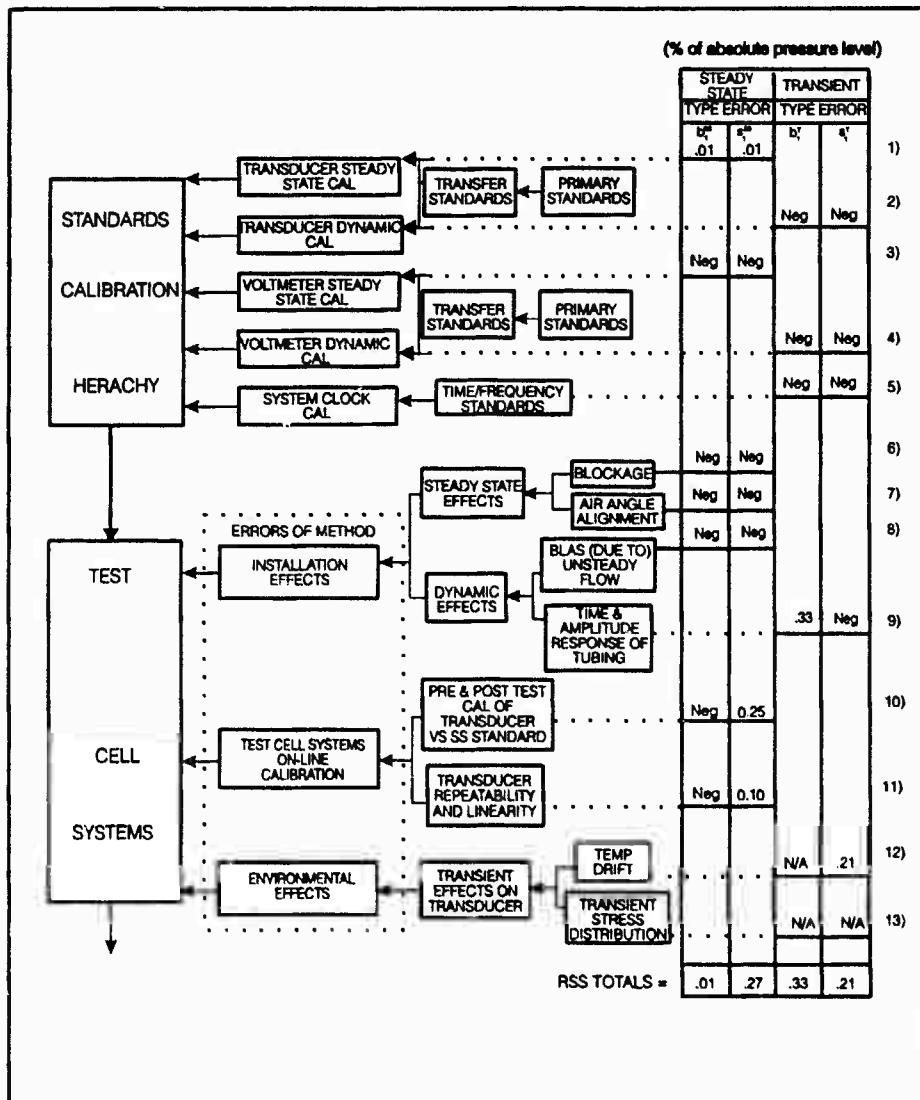 (% of absolute pressure level)
STEADY STATE
TRANSIENT
TYPE ERROR
TYPE ERROR
.01 .01
1)
TRANSDUCER STEADY
STATE CAL
TRANSFER
STANDARDS
PRIMARY
STANDARDS
2)
Neg Neg
STANDARDS
TRANSDUCER DYNAMIC
CAL
3)
Neg Neg
CALIBRATION
VOLTMETER STEADY
STATE CAL
TRANSFER
STANDARDS
PRIMARY
STANDARDS
4)
Neg Neg
VOLTMETER DYNAMIC
CAL
HERACHY
5)
Neg Neg
SYSTEM CLOCK
CAL
TIME/FREQUENCY
STANDARDS
6)
Neg Neg
BLOCKAGE
STEADY STATE
EFFECTS
7)
Neg Neg
AIR ANGLE
ALIGNMENT
8)
Neg Neg
ERRORS OF METHOD
BLAS (DUE TO)
UNSTEADY
FLOW
TEST
INSTALLATION
EFFECTS
DYNAMIC
EFFECTS
9)
.33 Neg
TIME &
AMPLITUDE
RESPONSE OF
TUBING
PRE & POST TEST
CAL OF
TRANSDUCER
VS SS STANDARD
10)
Neg 0.25
CELL
TEST CELL SYSTEMS
ON-LINE
CALIBRATION
TRANSDUCER
REPEATABILITY
AND LINEARITY
11)
Neg 0.10
SYSTEMS
12)
N/A .21
TEMP
DRIFT
ENVIRONMENTAL
EFFECTS
TRANSIENT
EFFECTS ON
TRANSDUCER
TRANSIENT
STRESS
DISTRIBUTION
13)
N/A N/A
RSS TOTALS = .01 .27 .33 .21